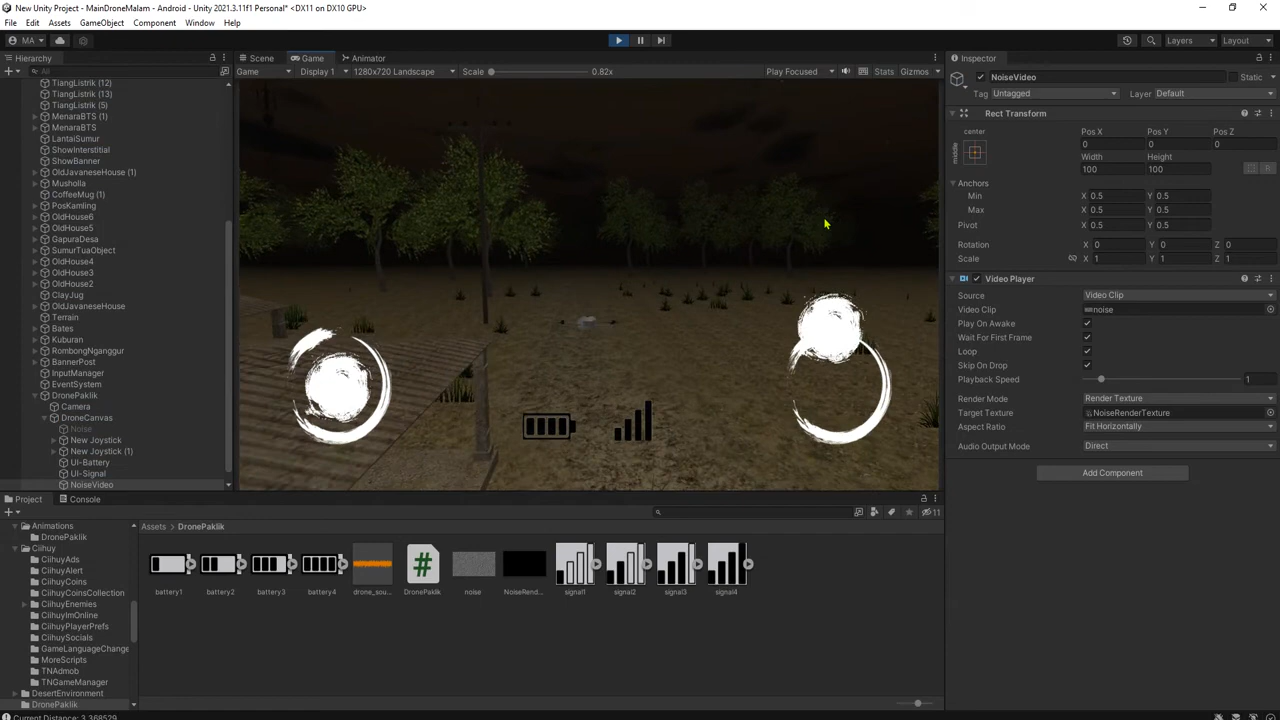 New Unity Project - MainDroneMalam - Android - Unity 2021.3.11f1 Personal* <DX11 on DX10 GPU>
File Edit Assets GameObject Component Window Help
MA Layers Layout
Hierarchy Scene Game Animator Inspector
All Game Display 1 1280x720 Landscape Scale 0.82x Play Focused Stats Gizmos
NoiseVideo Static
Tag Untagged Layer Default
TiangListrik (12)
TiangListrik (13)
TiangListrik (5)
MenaraBTS (1)
MenaraBTS
LantaiSumur
ShowInterstitial
ShowBanner
OldJavaneseHouse (1)
Musholla
CoffeeMug (1)
PosKamling
OldHouse6
OldHouse5
GapuraDesa
SumurTuaObject
OldHouse4
OldHouse3
OldHouse2
ClayJug
OldJavaneseHouse
Terrain
Bates
Kuburan
RombongNganggur
BannerPost
InputManager
EventSystem
DronePaklik
Camera
DroneCanvas
Noise
New Joystick
New Joystick (1)
UI-Battery
UI-Signal
NoiseVideo
Rect Transform
center
middle
Pos X Pos Y Pos Z
0 0 0
Width Height
100 100
Anchors
Min X 0.5 Y 0.5
Max X 0.5 Y 0.5
Pivot X 0.5 Y 0.5
Rotation X 0 Y 0 Z 0
Scale X 1 Y 1 Z 1
Video Player
Source Video Clip
Video Clip noise
Play On Awake
Wait For First Frame
Loop
Skip On Drop
Playback Speed 1
Render Mode Render Texture
Target Texture NoiseRenderTexture
Aspect Ratio Fit Horizontally
Audio Output Mode Direct
Add Component
Project Console
11
Animations
DronePaklik
Ciihuy
CiihuyAds
CiihuyAlert
CiihuyCoins
CiihuyCoinsCollection
CiihuyEnemies
CiihuyImOnline
CiihuyPlayerPrefs
CiihuySocials
GameLanguageChange
MoreScripts
TNAdmob
TNGameManager
DesertEnvironment
DronePaklik
Assets DronePaklik
battery1 battery2 battery3 battery4 drone_sou... DronePaklik noise NoiseRend... signal1 signal2 signal3 signal4
Current Distance: 3.368529